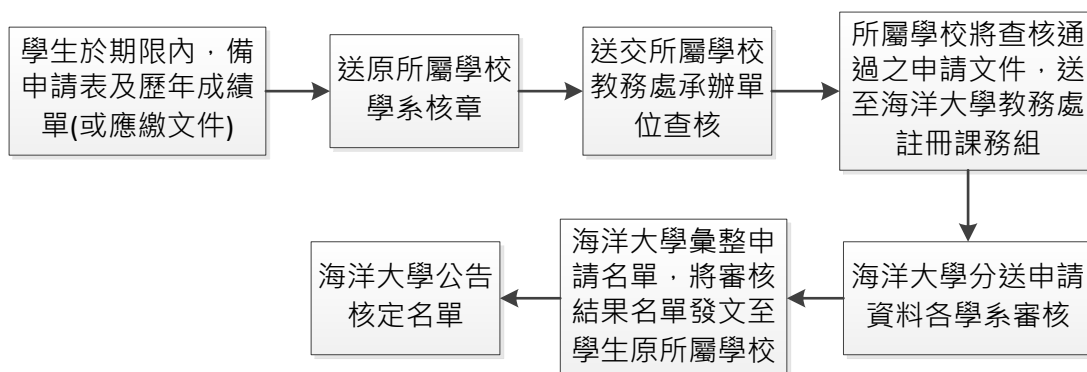 學生於期限內，備
申請表及歷年成績
單(或應繳文件)
送原所屬學校
學系核章
送交所屬學校
教務處承辦單
位查核
所屬學校將查核通
過之申請文件，送
至海洋大學教務處
註冊課務組
海洋大學分送申請
資料各學系審核
海洋大學彙整申
請名單，將審核
結果名單發文至
學生原所屬學校
海洋大學公告
核定名單